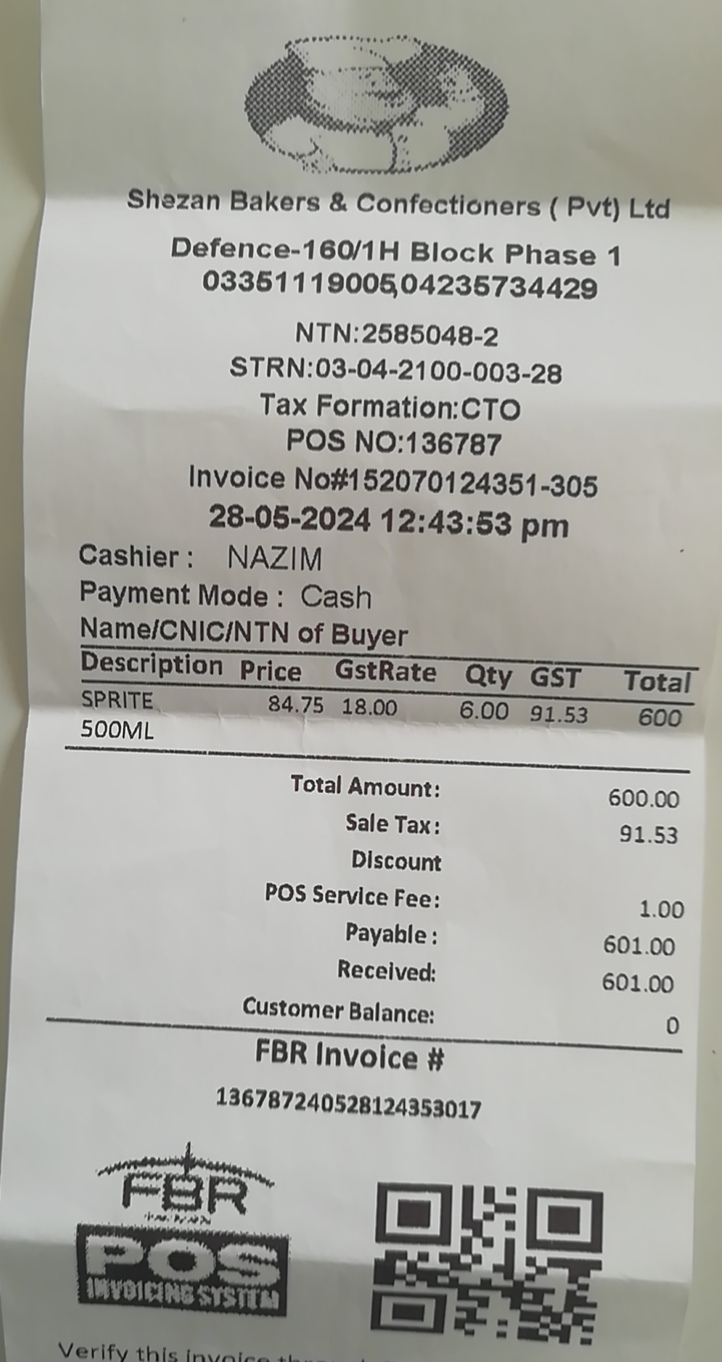 Shezan Bakers & Confectioners ( Pvt) Ltd
Defence-160/1H Block Phase 1
03351119005,04235734429
NTN:2585048-2
STRN:03-04-2100-003-28
Tax Formation:CTO
POS NO:136787
Invoice No#152070124351-305
28-05-2024 12:43:53 pm
Cashier : NAZIM
Payment Mode : Cash
Name/CNIC/NTN of Buyer
Description Price GstRate Qty GST Total
SPRITE 84.75 18.00 6.00 91.53 600
500ML
Total Amount: 600.00
Sale Tax: 91.53
Discount
POS Service Fee: 1.00
Payable : 601.00
Received: 601.00
Customer Balance: 0
FBR Invoice #
136787240528124353017
FBR
POS
INVOICING SYSTEM
Verify this invoice